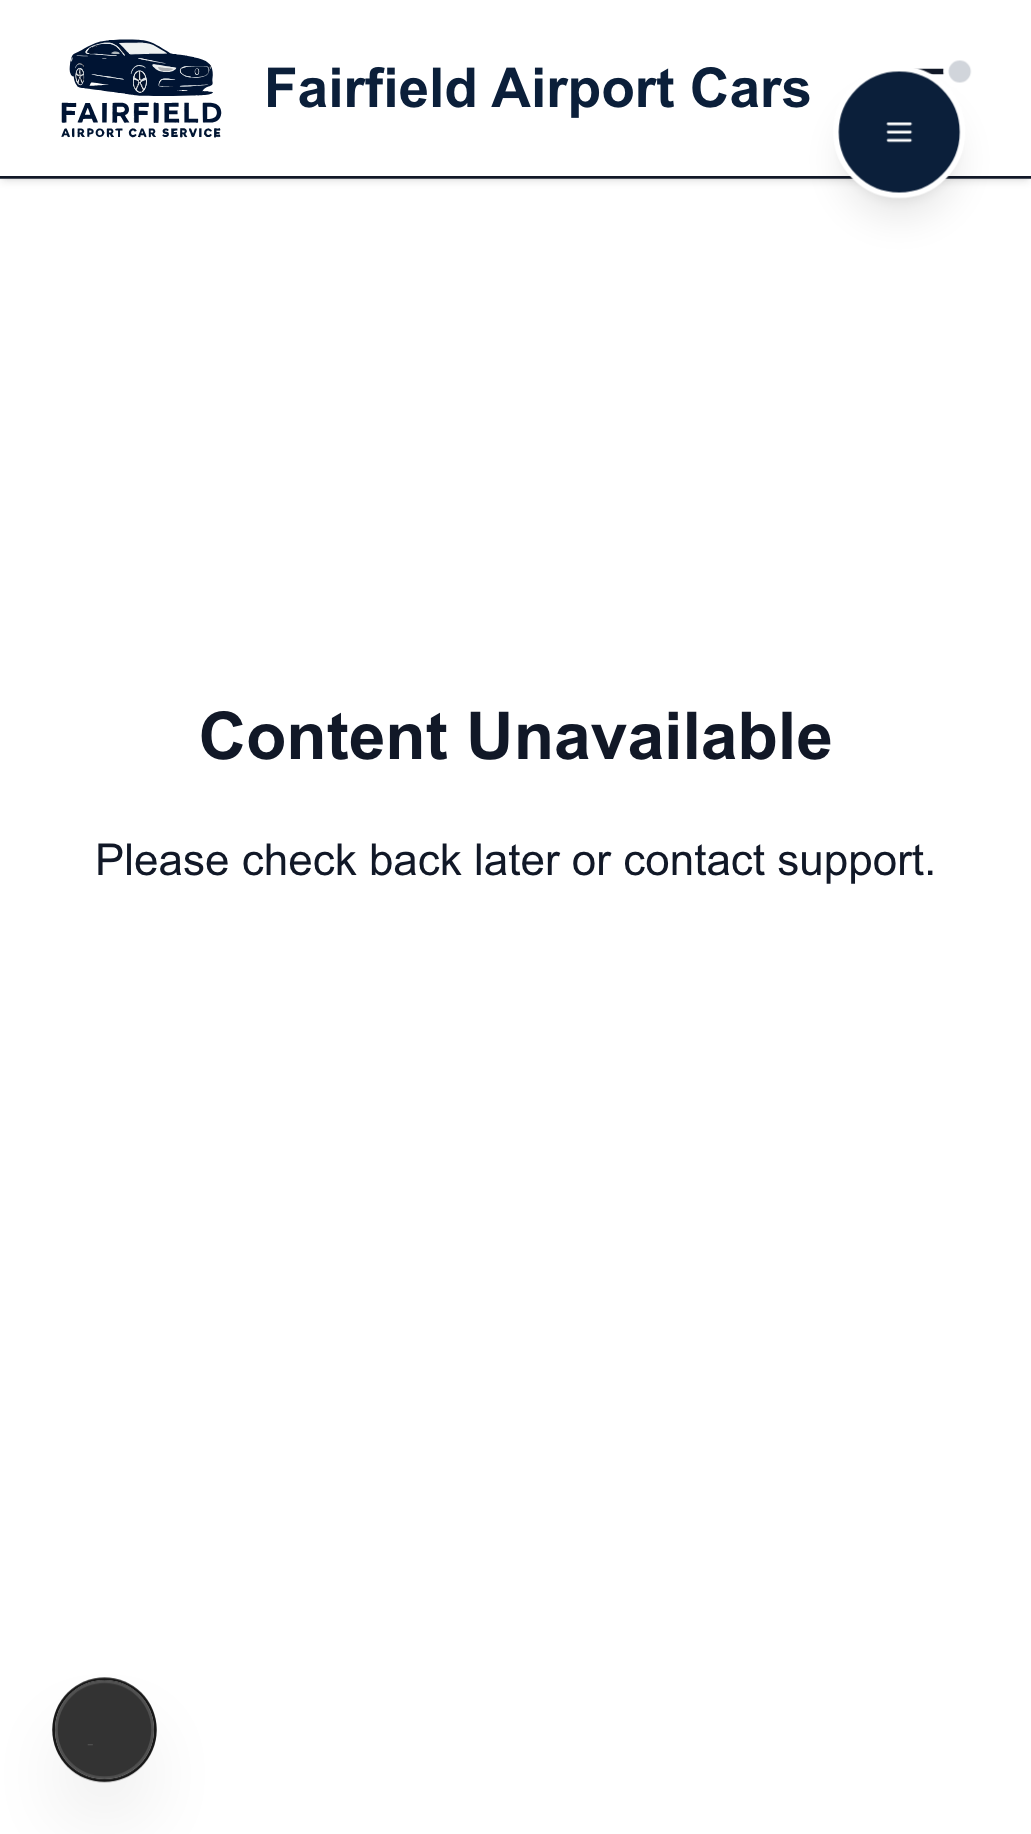 FAIRFIELD
AIRPORT CAR SERVICE
Fairfield Airport Cars
Content Unavailable
Please check back later or contact support.